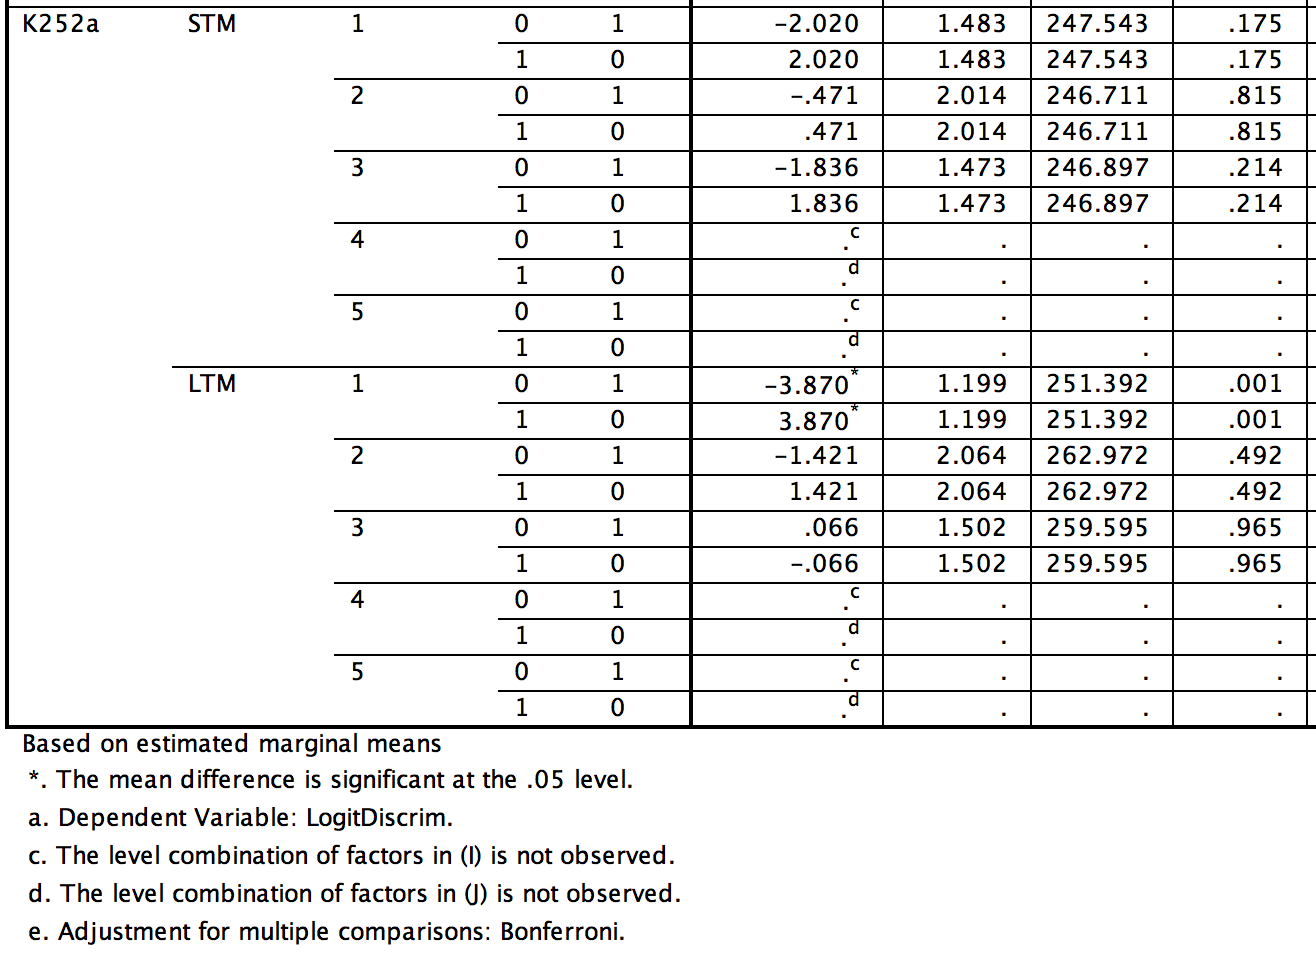 K252a STM 1 0 1 -2.020 1.483 247.543 .175
1 0 2.020 1.483 247.543 .175
2 0 1 -.471 2.014 246.711 .815
1 0 .471 2.014 246.711 .815
3 0 1 -1.836 1.473 246.897 .214
1 0 1.836 1.473 246.897 .214
4 0 1 .c . . .
1 0 .d . . .
5 0 1 .c . . .
1 0 .d . . .
LTM 1 0 1 -3.870* 1.199 251.392 .001
1 0 3.870* 1.199 251.392 .001
2 0 1 -1.421 2.064 262.972 .492
1 0 1.421 2.064 262.972 .492
3 0 1 .066 1.502 259.595 .965
1 0 -.066 1.502 259.595 .965
4 0 1 .c . . .
1 0 .d . . .
5 0 1 .c . . .
1 0 .d . . .
Based on estimated marginal means
*. The mean difference is significant at the .05 level.
a. Dependent Variable: LogitDiscrim.
c. The level combination of factors in (I) is not observed.
d. The level combination of factors in (J) is not observed.
e. Adjustment for multiple comparisons: Bonferroni.